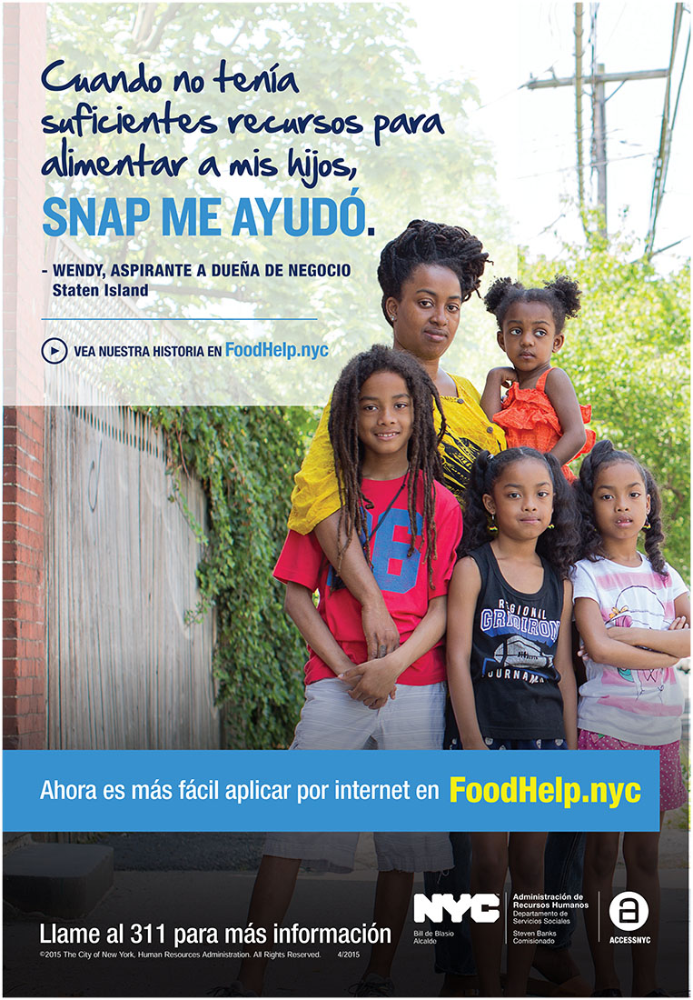 Cuando no tenía
suficientes recursos para
alimentar a mis hijos,
SNAP ME AYUDÓ.
- WENDY, ASPIRANTE A DUEÑA DE NEGOCIO
Staten Island
VEA NUESTRA HISTORIA EN FoodHelp.nyc
REGIONAL
GRIDIRON
TOURNAMA
Ahora es más fácil aplicar por internet en FoodHelp.nyc
Llame al 311 para más información
©2015 The City of New York, Human Resources Administration. All Rights Reserved. 4/2015
NYC
Bill de Blasio
Alcalde
Administración de
Recursos Humanos
Departamento de
Servicios Sociales
Steven Banks
Comisionado
a
ACCESSNYC